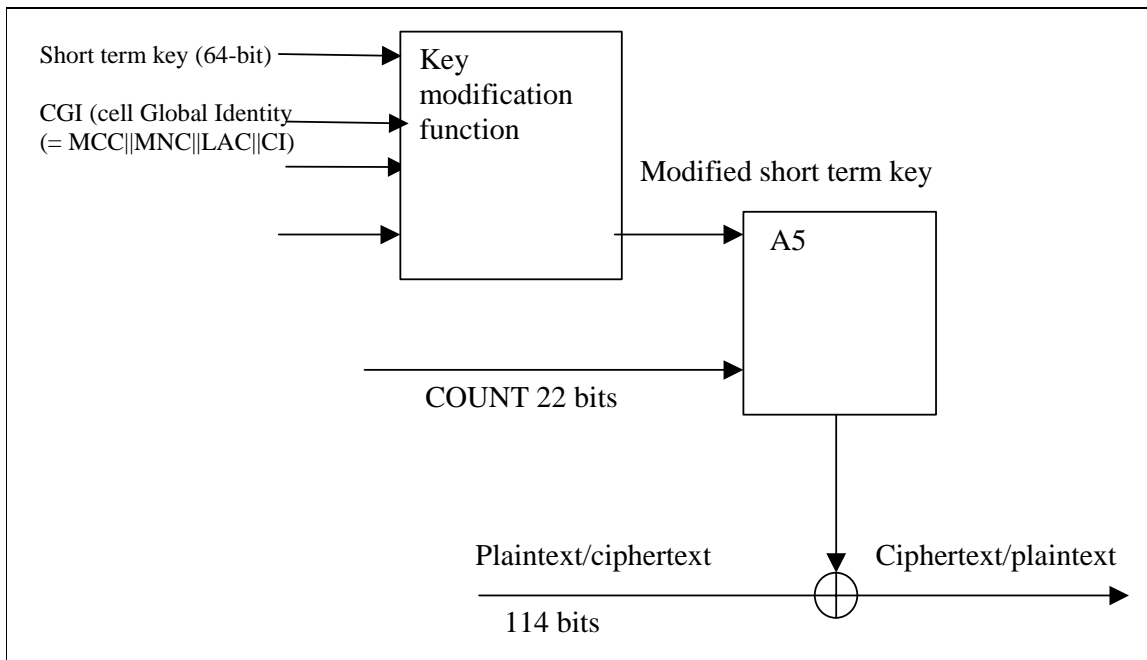 Short term key (64-bit)
CGI (cell Global Identity
(= MCC||MNC||LAC||CI)
Key
modification
function
Modified short term key
A5
COUNT 22 bits
Plaintext/ciphertext
Ciphertext/plaintext
114 bits